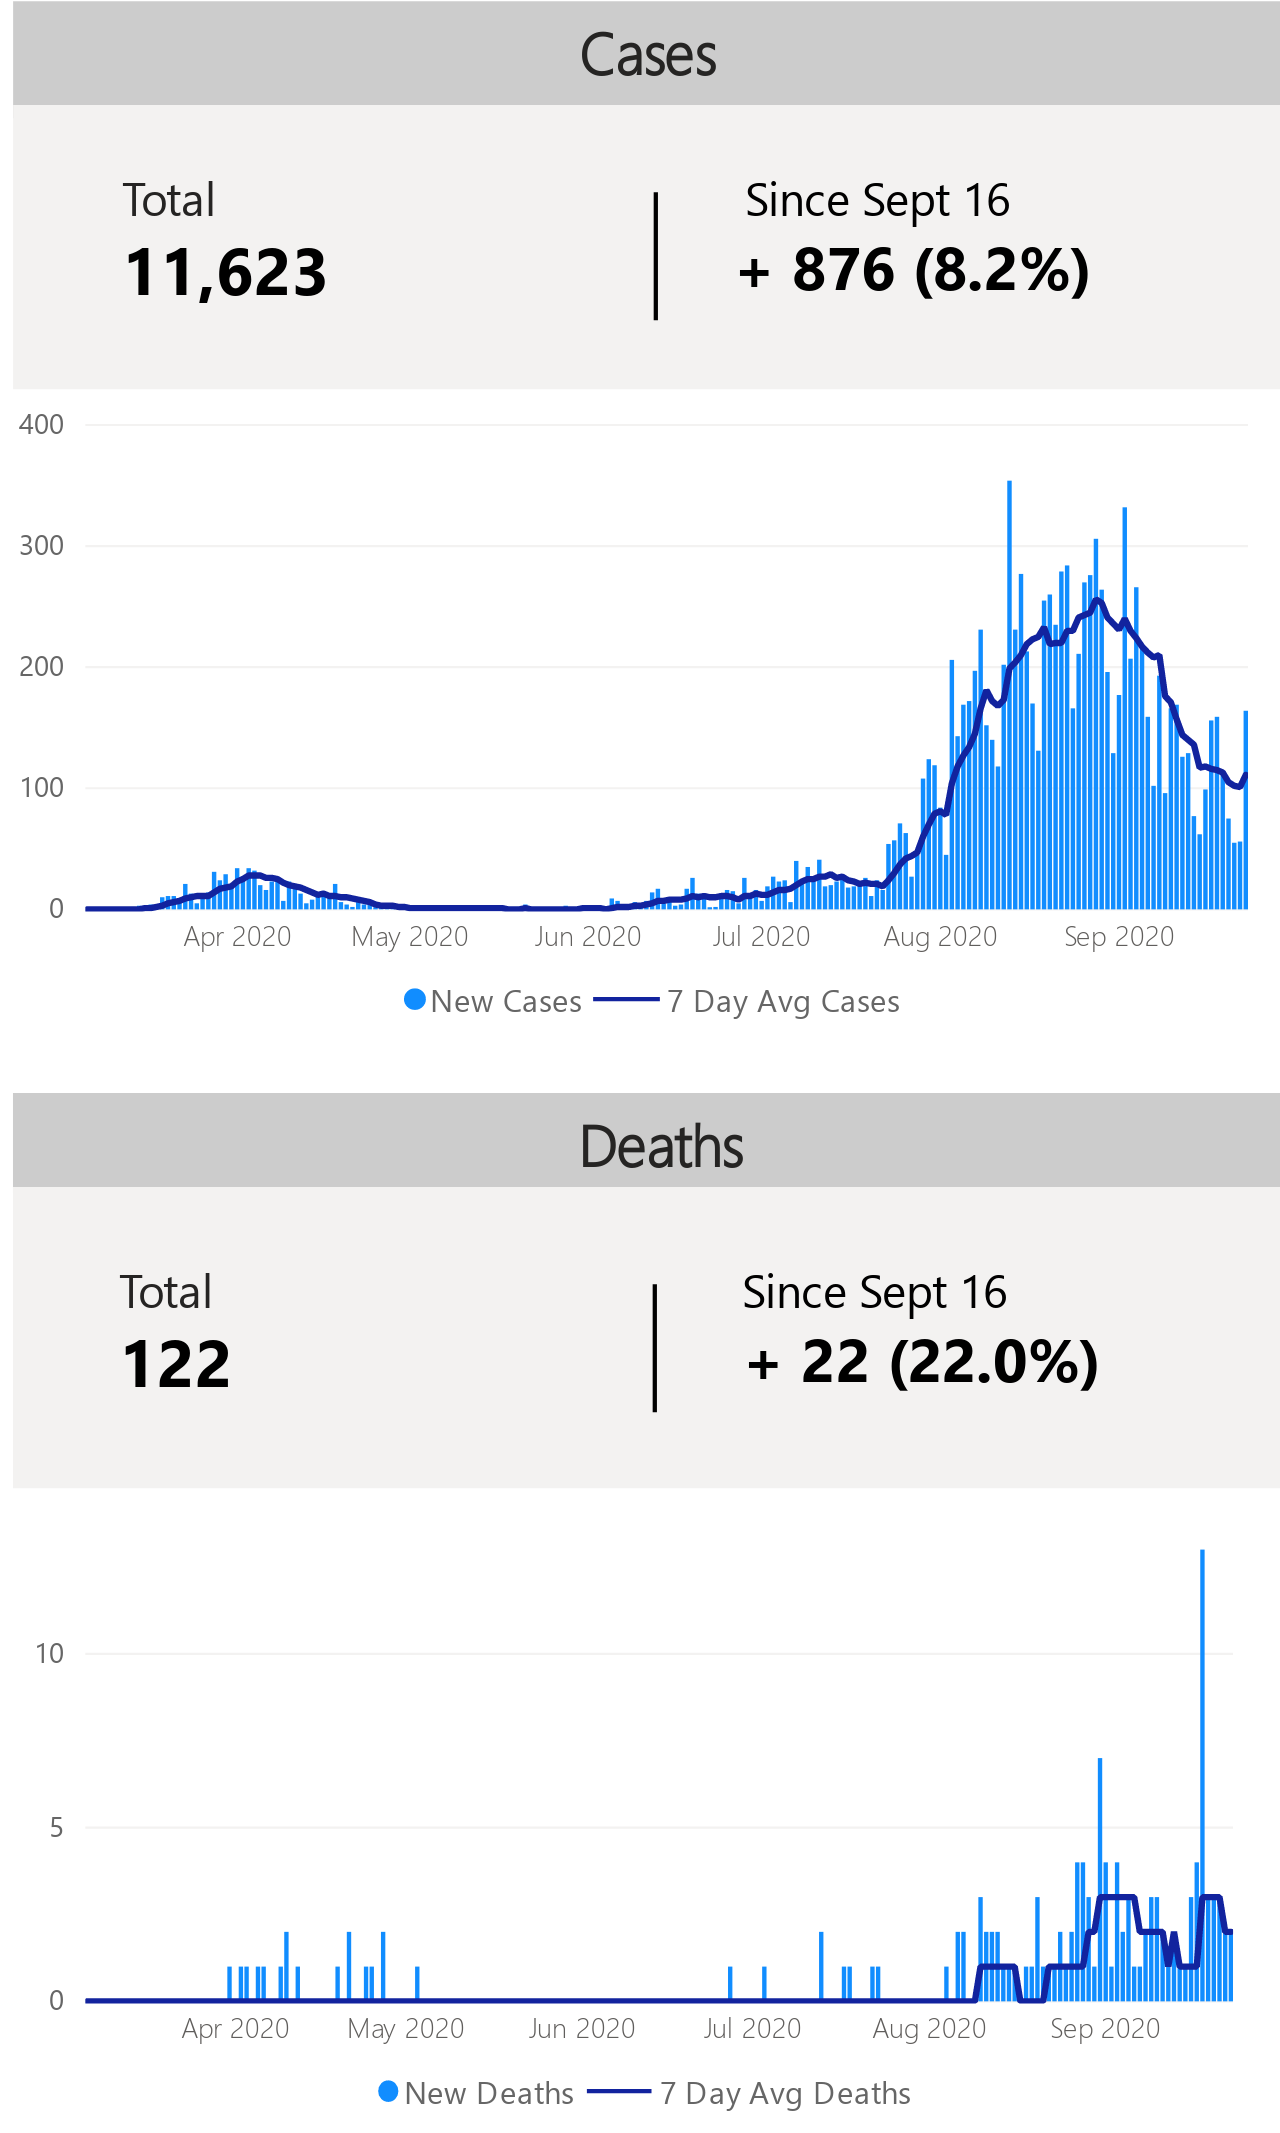 Cases
Total
Since Sept 16
11,623
+ 876 (8.2%)
400
300
200
100
0
Apr 2020 May 2020 Jun 2020 Jul 2020 Aug 2020 Sep 2020
New Cases 7 Day Avg Cases
Deaths
Total
Since Sept 16
122
+ 22 (22.0%)
10
5
0
Apr 2020 May 2020 Jun 2020 Jul 2020 Aug 2020 Sep 2020
New Deaths 7 Day Avg Deaths